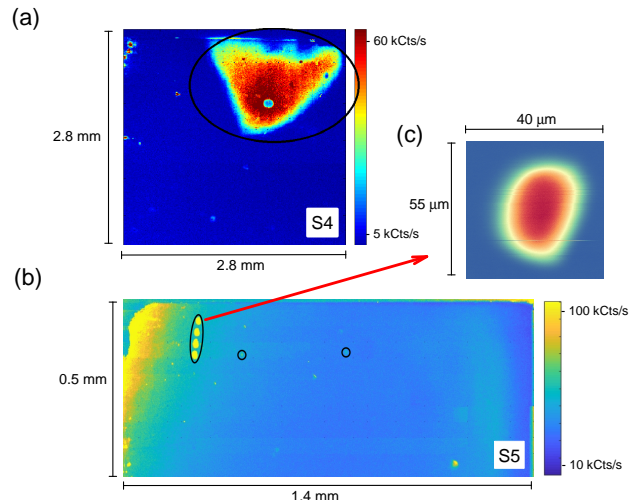 (a)
60 kCts/s
2.8 mm
S4
5 kCts/s
2.8 mm
(c)
40 μm
55 μm
(b)
100 kCts/s
0.5 mm
S5
10 kCts/s
1.4 mm